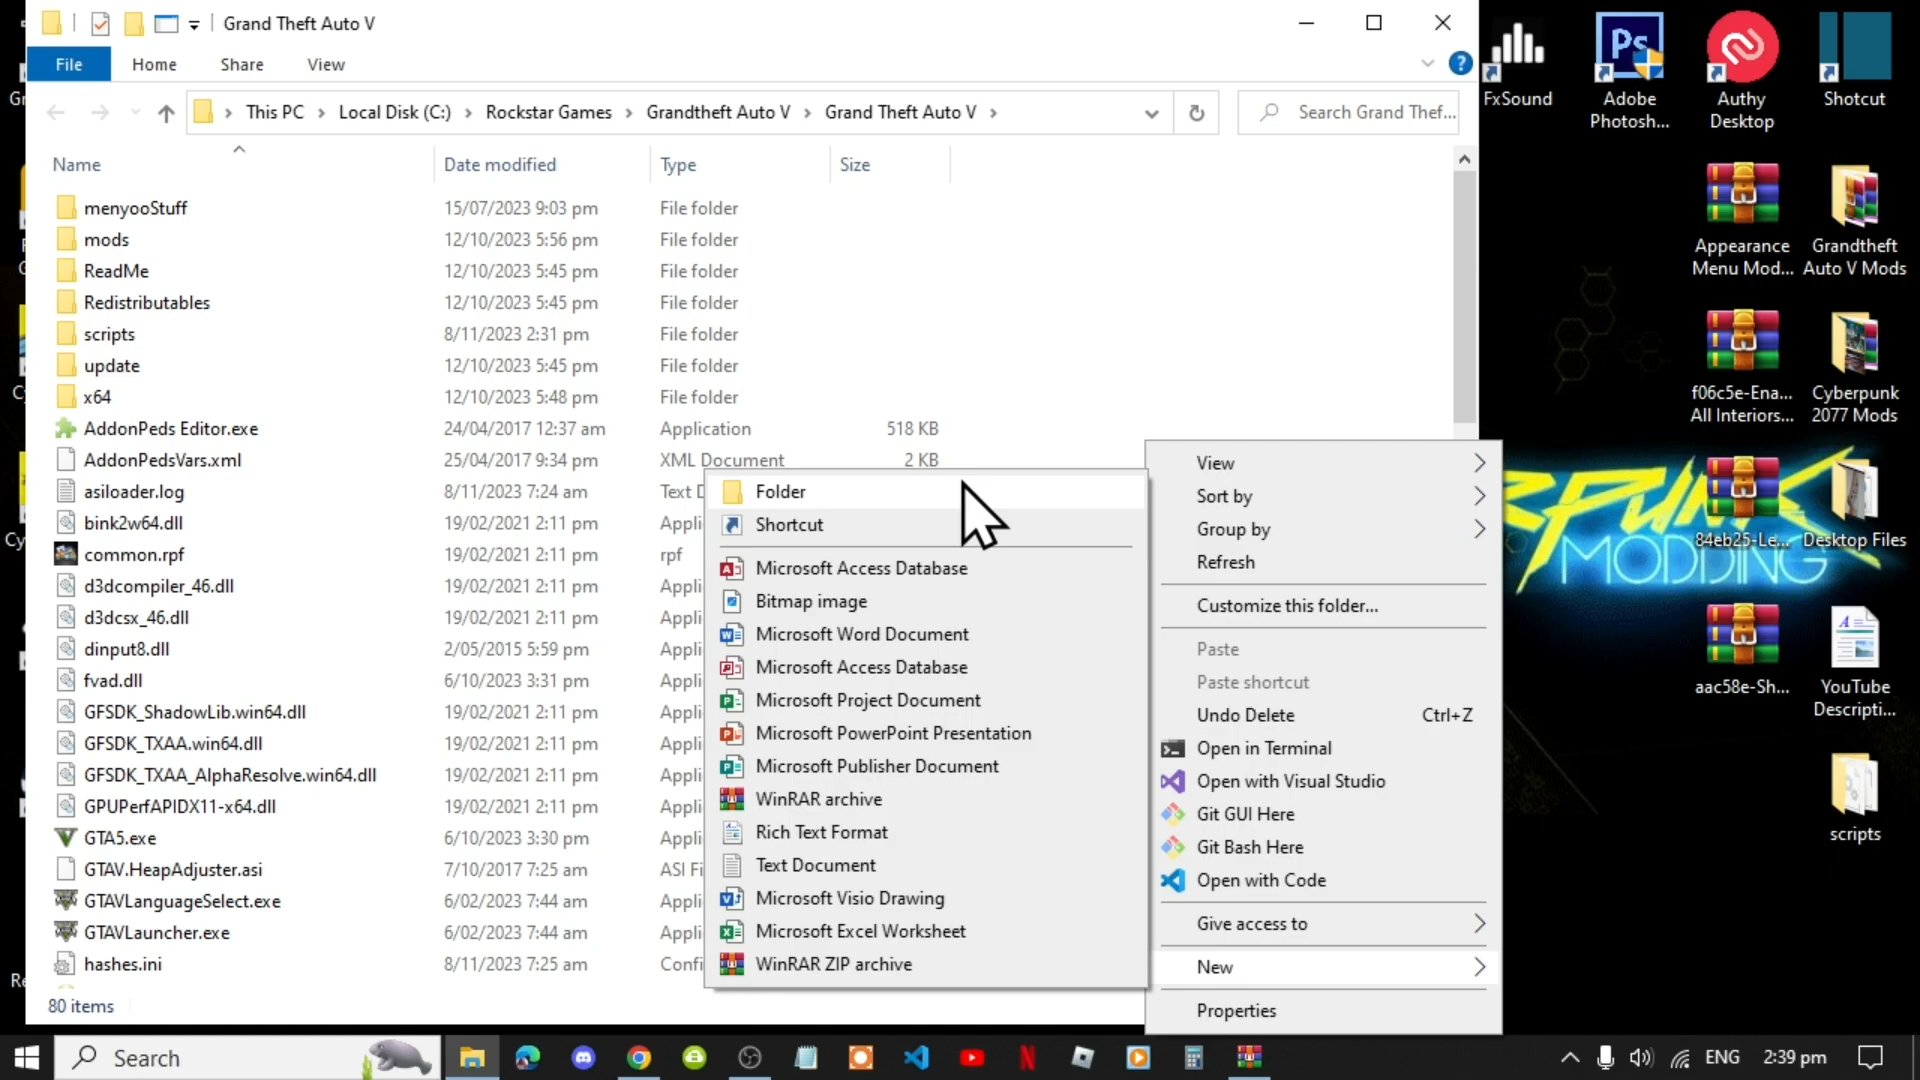 Grand Theft Auto V
File Home Share View
This PC Local Disk (C:) Rockstar Games Grandtheft Auto V Grand Theft Auto V
Search Grand Thef...
Name Date modified Type Size
menyooStuff 15/07/2023 9:03 pm File folder
mods 12/10/2023 5:56 pm File folder
ReadMe 12/10/2023 5:45 pm File folder
Redistributables 12/10/2023 5:45 pm File folder
scripts 8/11/2023 2:31 pm File folder
update 12/10/2023 5:45 pm File folder
x64 12/10/2023 5:48 pm File folder
AddonPeds Editor.exe 24/04/2017 12:37 am Application 518 KB
AddonPedsVars.xml 25/04/2017 9:34 pm XML Document 2 KB
asiloader.log 8/11/2023 7:24 am Text D
bink2w64.dll 19/02/2021 2:11 pm Appli
common.rpf 19/02/2021 2:11 pm rpf
d3dcompiler_46.dll 19/02/2021 2:11 pm Appli
d3dcsx_46.dll 19/02/2021 2:11 pm Appli
dinput8.dll 2/05/2015 5:59 pm Appli
fvad.dll 6/10/2023 3:31 pm Appli
GFSDK_ShadowLib.win64.dll 19/02/2021 2:11 pm Appli
GFSDK_TXAA.win64.dll 19/02/2021 2:11 pm Appli
GFSDK_TXAA_AlphaResolve.win64.dll 19/02/2021 2:11 pm Appli
GPUPerfAPIDX11-x64.dll 19/02/2021 2:11 pm Appli
GTA5.exe 6/10/2023 3:30 pm Appli
GTAV.HeapAdjuster.asi 7/10/2017 7:25 am ASI Fi
GTAVLanguageSelect.exe 6/02/2023 7:44 am Appli
GTAVLauncher.exe 6/02/2023 7:44 am Appli
hashes.ini 8/11/2023 7:25 am Confi
80 items
Folder
Shortcut
Microsoft Access Database
Bitmap image
Microsoft Word Document
Microsoft Access Database
Microsoft Project Document
Microsoft PowerPoint Presentation
Microsoft Publisher Document
WinRAR archive
Rich Text Format
Text Document
Microsoft Visio Drawing
Microsoft Excel Worksheet
WinRAR ZIP archive
View
Sort by
Group by
Refresh
Customize this folder...
Paste
Paste shortcut
Undo Delete Ctrl+Z
Open in Terminal
Open with Visual Studio
Git GUI Here
Git Bash Here
Open with Code
Give access to
New
Properties
FxSound
Adobe
Photosh...
Authy
Desktop
Shotcut
Appearance
Menu Mod...
Grandtheft
Auto V Mods
f06c5e-Ena...
All Interiors...
Cyberpunk
2077 Mods
84eb25-Le...
Desktop Files
MODDING
aac58e-Sh...
YouTube
Descripti...
scripts
Search
ENG 2:39 pm